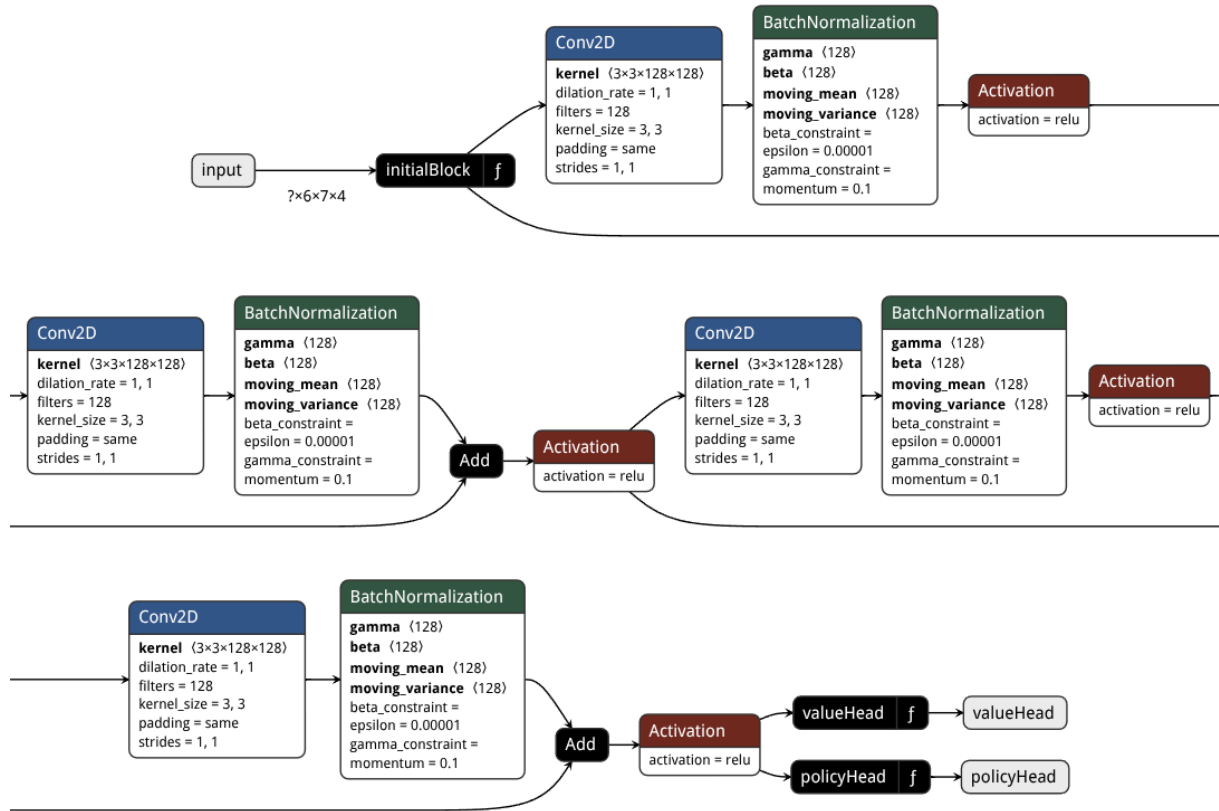 input
?×6×7×4
initialBlock ƒ
Conv2D
kernel ⟨3×3×128×128⟩
dilation_rate = 1, 1
filters = 128
kernel_size = 3, 3
padding = same
strides = 1, 1
BatchNormalization
gamma ⟨128⟩
beta ⟨128⟩
moving_mean ⟨128⟩
moving_variance ⟨128⟩
beta_constraint =
epsilon = 0.00001
gamma_constraint =
momentum = 0.1
Activation
activation = relu
Conv2D
kernel ⟨3×3×128×128⟩
dilation_rate = 1, 1
filters = 128
kernel_size = 3, 3
padding = same
strides = 1, 1
BatchNormalization
gamma ⟨128⟩
beta ⟨128⟩
moving_mean ⟨128⟩
moving_variance ⟨128⟩
beta_constraint =
epsilon = 0.00001
gamma_constraint =
momentum = 0.1
Add
Activation
activation = relu
Conv2D
kernel ⟨3×3×128×128⟩
dilation_rate = 1, 1
filters = 128
kernel_size = 3, 3
padding = same
strides = 1, 1
BatchNormalization
gamma ⟨128⟩
beta ⟨128⟩
moving_mean ⟨128⟩
moving_variance ⟨128⟩
beta_constraint =
epsilon = 0.00001
gamma_constraint =
momentum = 0.1
Activation
activation = relu
Conv2D
kernel ⟨3×3×128×128⟩
dilation_rate = 1, 1
filters = 128
kernel_size = 3, 3
padding = same
strides = 1, 1
BatchNormalization
gamma ⟨128⟩
beta ⟨128⟩
moving_mean ⟨128⟩
moving_variance ⟨128⟩
beta_constraint =
epsilon = 0.00001
gamma_constraint =
momentum = 0.1
Add
Activation
activation = relu
valueHead ƒ
valueHead
policyHead ƒ
policyHead